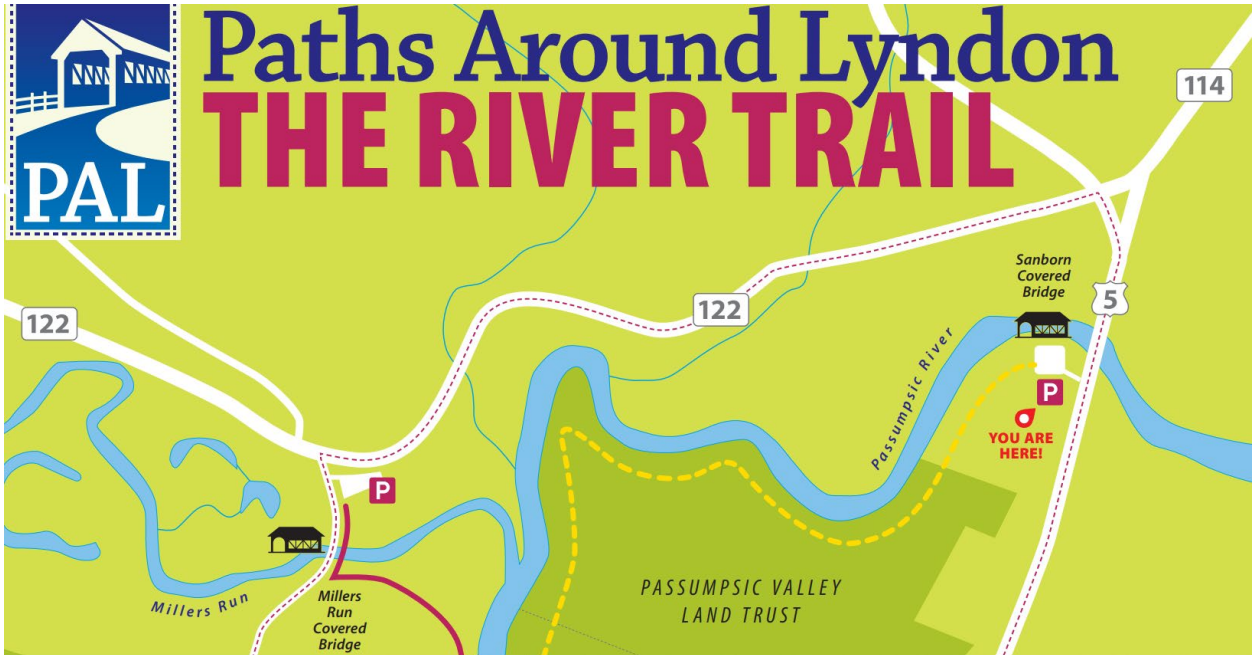 PAL
Paths Around Lyndon
THE RIVER TRAIL
114
122
122
5
Sanborn
Covered
Bridge
Passumpsic River
P
YOU ARE
HERE!
P
Millers Run
Millers
Run
Covered
Bridge
PASSUMPSIC VALLEY
LAND TRUST